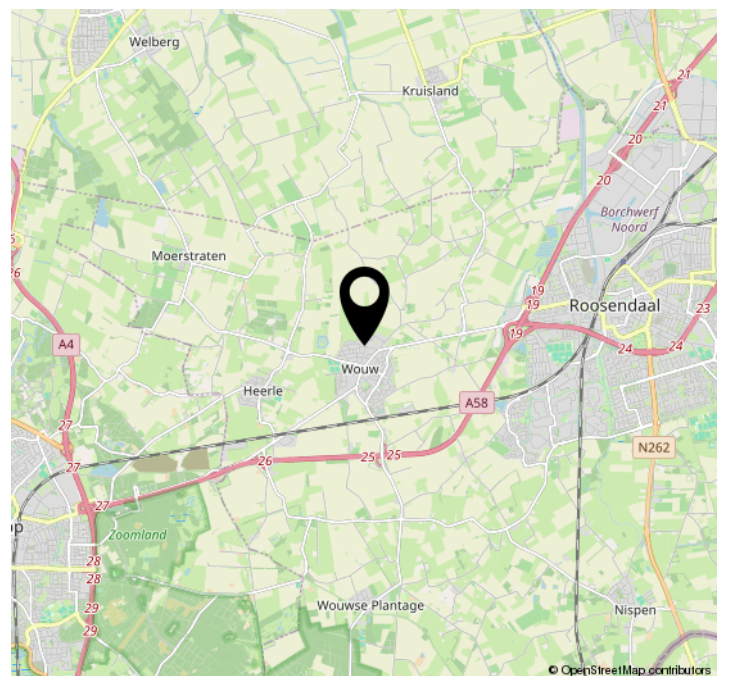 Welberg
Kruisland
21
21
20
20
Borchwerf
Noord
Moerstraten
6
26
19
19
Roosendaal
23
19
24
24
A4
Wouw
Heerle
A58
27
25
25
26
N262
27
27
op
Zoomland
28
28
29
29
Wouwse Plantage
Nispen
© OpenStreetMap contributors